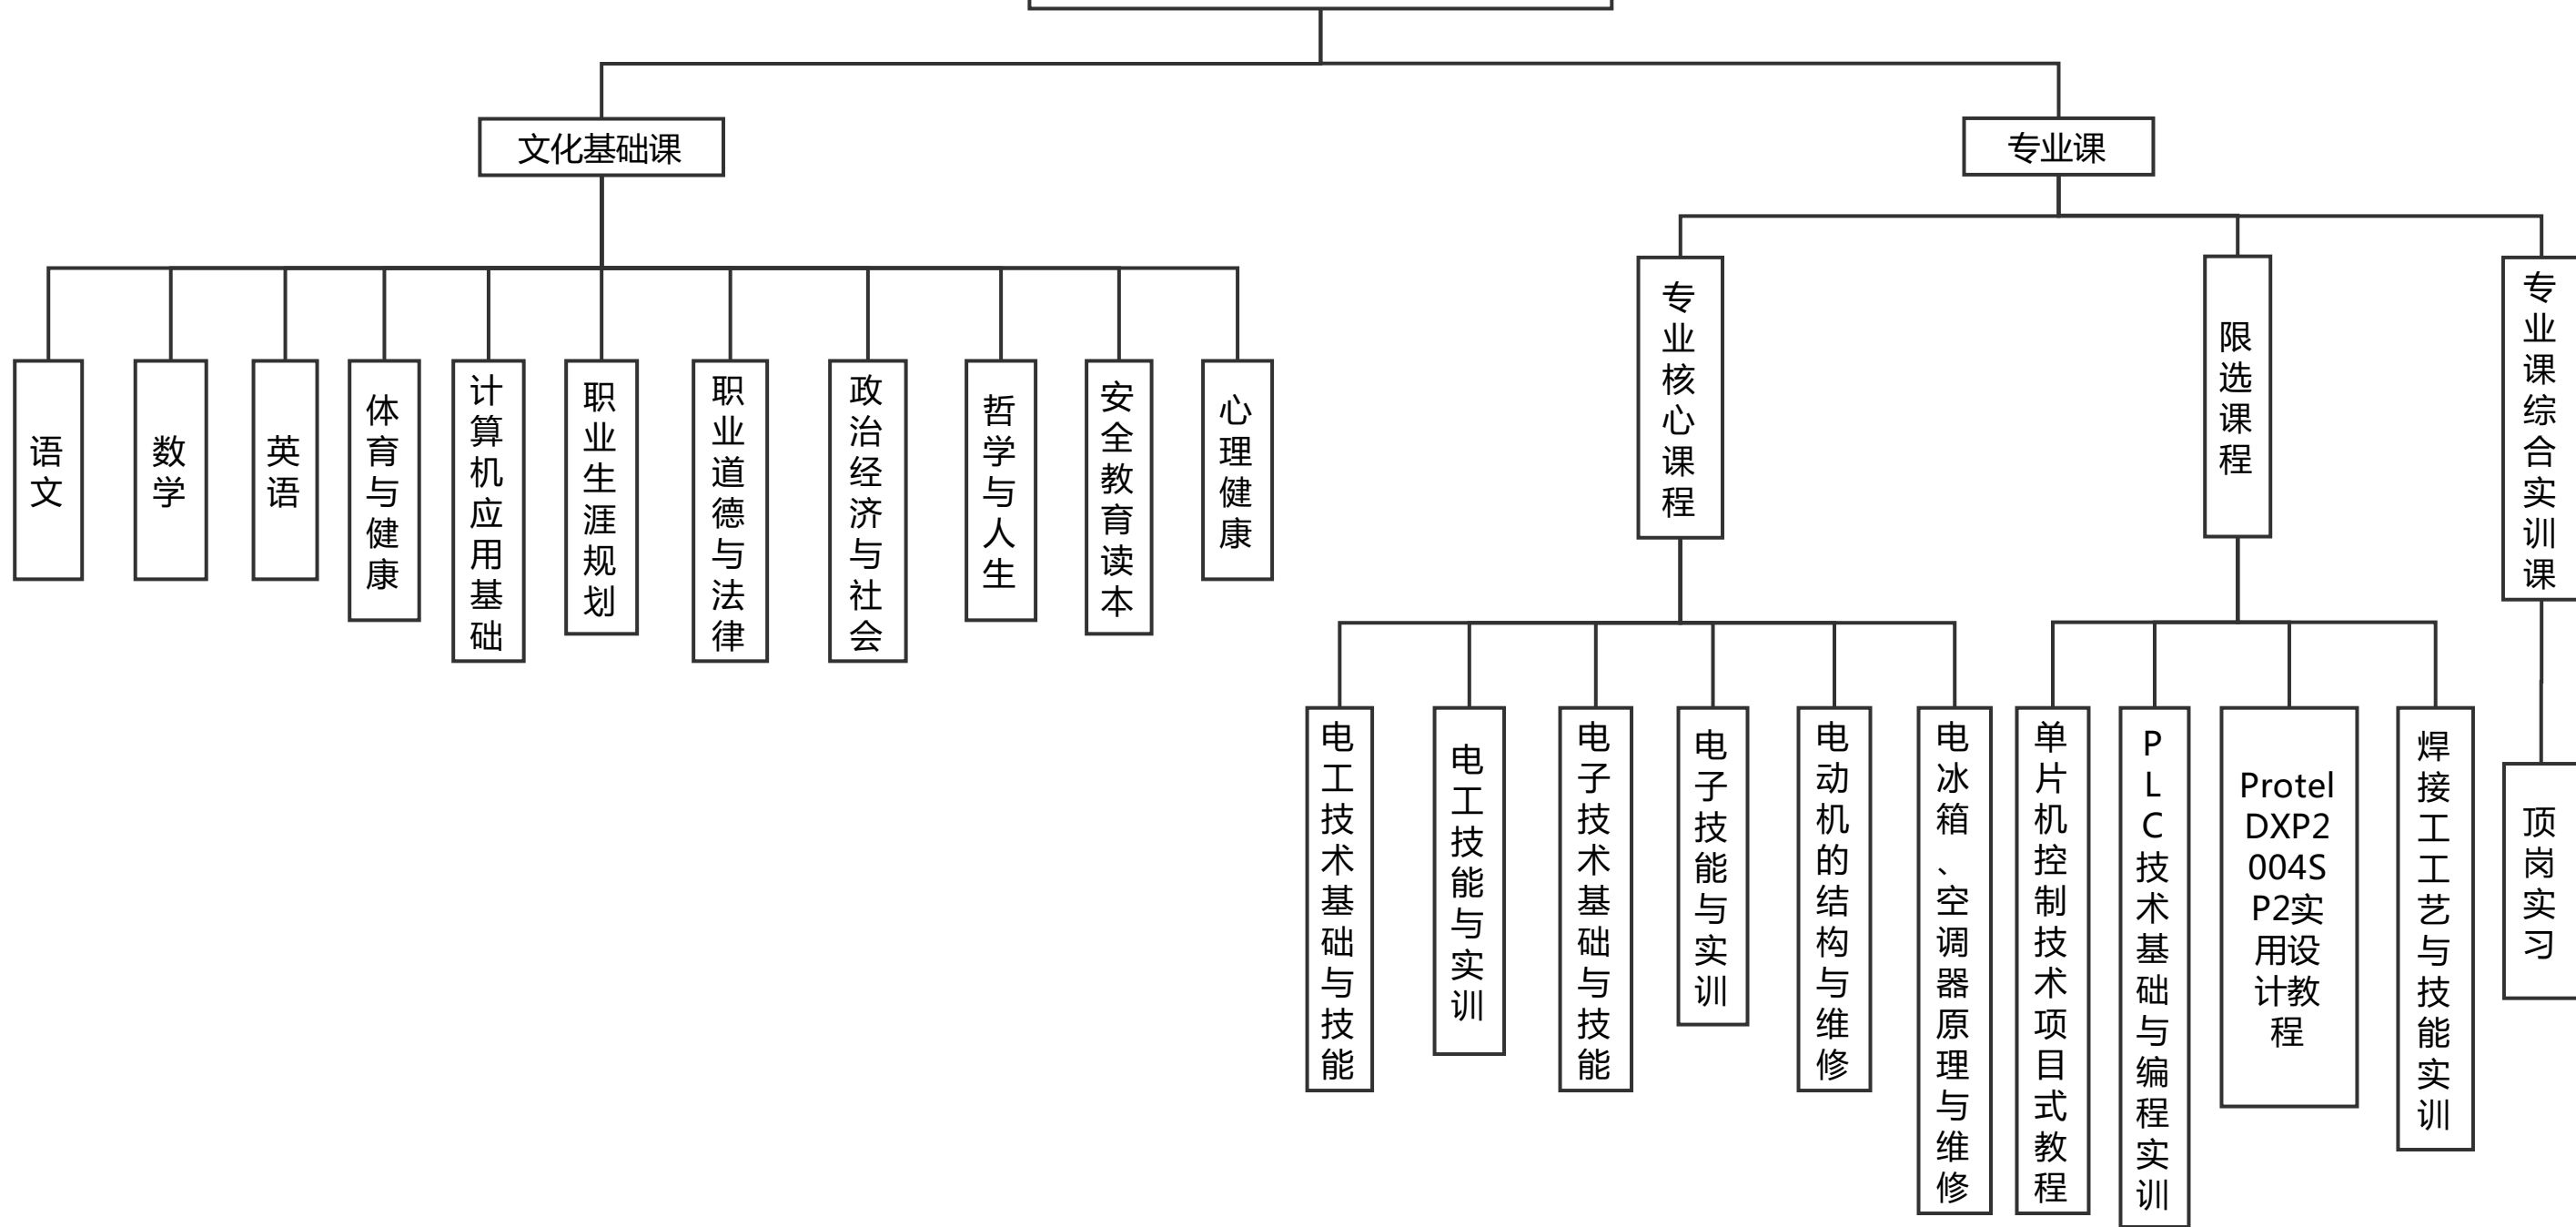 文化基础课
专业课
语文
数学
英语
体育与健康
计算机应用基础
职业生涯规划
职业道德与法律
政治经济与社会
哲学与人生
安全教育读本
心理健康
专业核心课程
限选课程
专业课综合实训课
电工技术基础与技能
电工技能与实训
电子技术基础与技能
电子技能与实训
电动机的结构与维修
电冰箱、空调器原理与维修
单片机控制技术项目式教程
PLC技术基础与编程实训
Protel
DXP2
004S
P2实
用设
计教
程
焊接工工艺与技能实训
顶岗实习